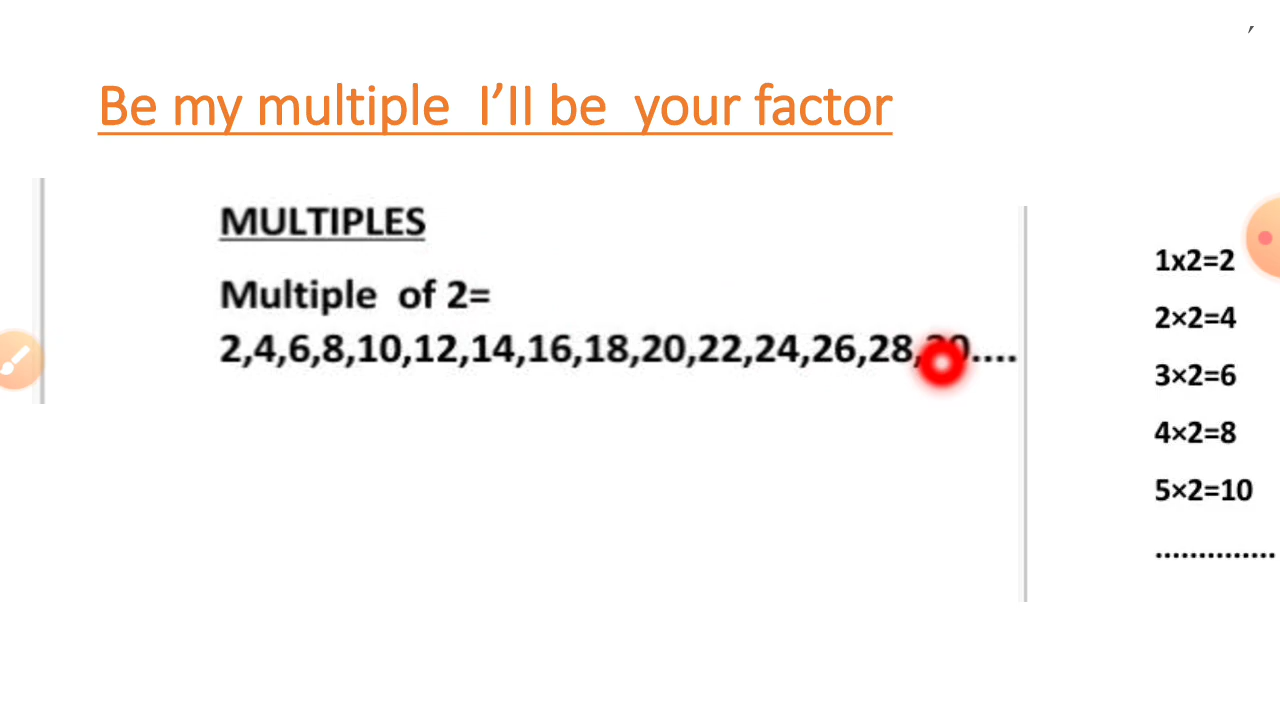 Be my multiple I’ll be your factor
MULTIPLES
Multiple of 2=
2,4,6,8,10,12,14,16,18,20,22,24,26,28,....
1x2=2
2×2=4
3×2=6
4×2=8
5×2=10
...............